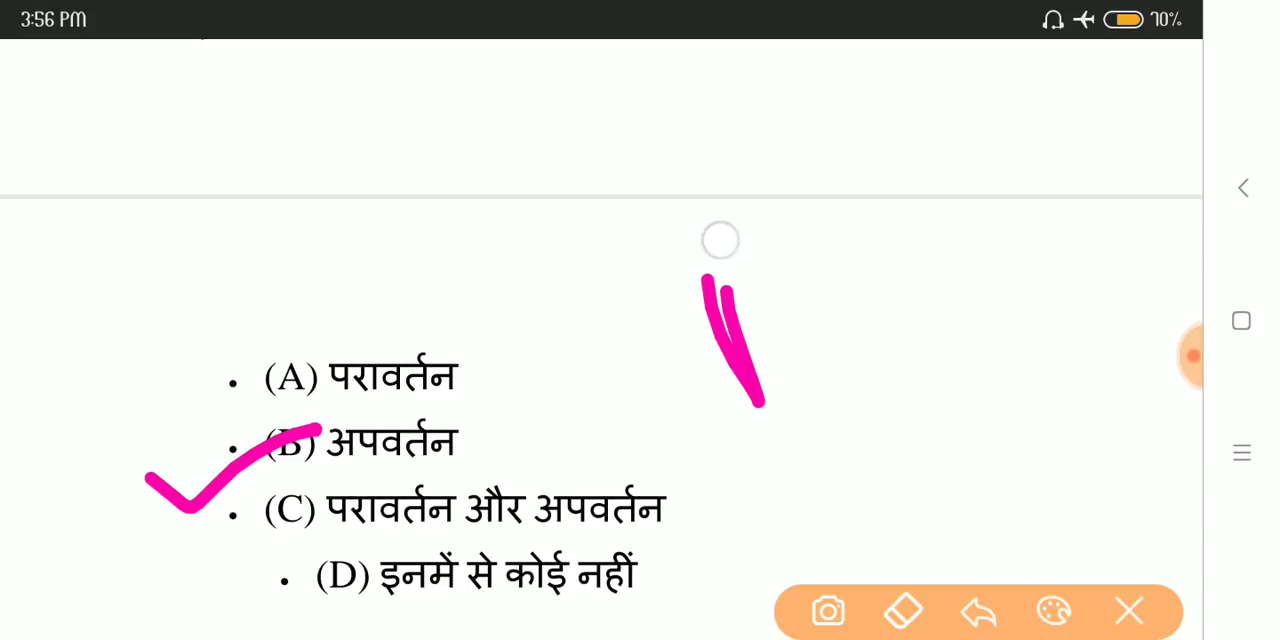 3:56 PM
70%
(A) परावर्तन
(B) अपवर्तन
(C) परावर्तन और अपवर्तन
(D) इनमें से कोई नहीं